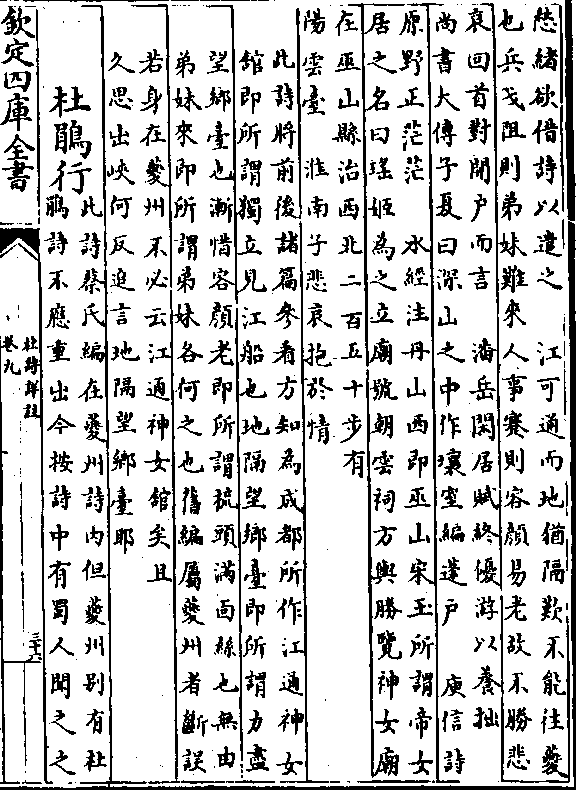 愁緒欲借詩以遣之　江可通而地猶隔歎不能往夔
也兵戈阻則弟妹難來人事蹇則容顔易老故不勝悲
哀回首對閉户而言　潘岳閑居賦終優游以養拙
尚書大傳子夏曰深山之中作壤室編蓬户　庾信詩
原野正茫茫　水經注丹山西即巫山宋玉所謂帝女
居之名曰瑶姬為之立廟號朝雲祠方輿勝覽神女廟
在巫山縣治西北二百五十步有
陽雲臺　淮南子悲哀抱於情
此詩將前後諸篇參看方知為成都所作江通神女
舘即所謂獨立見江船也地隔望鄉臺即所謂力盡
望鄉臺也漸惜容顔老即所謂梳頭滿面絲也無由
弟妹來即所謂弟妹各何之也舊編屬夔州者斷誤
若身在夔州不必云江通神女舘矣且
久思出峽何反追言地隔望鄉臺耶
杜鵑行
此詩蔡氏編在夔州詩内但夔州别有杜
鵑詩不應重出今按詩中有蜀人聞之之
欽定四庫全書
杜詩詳註
卷九
三十六